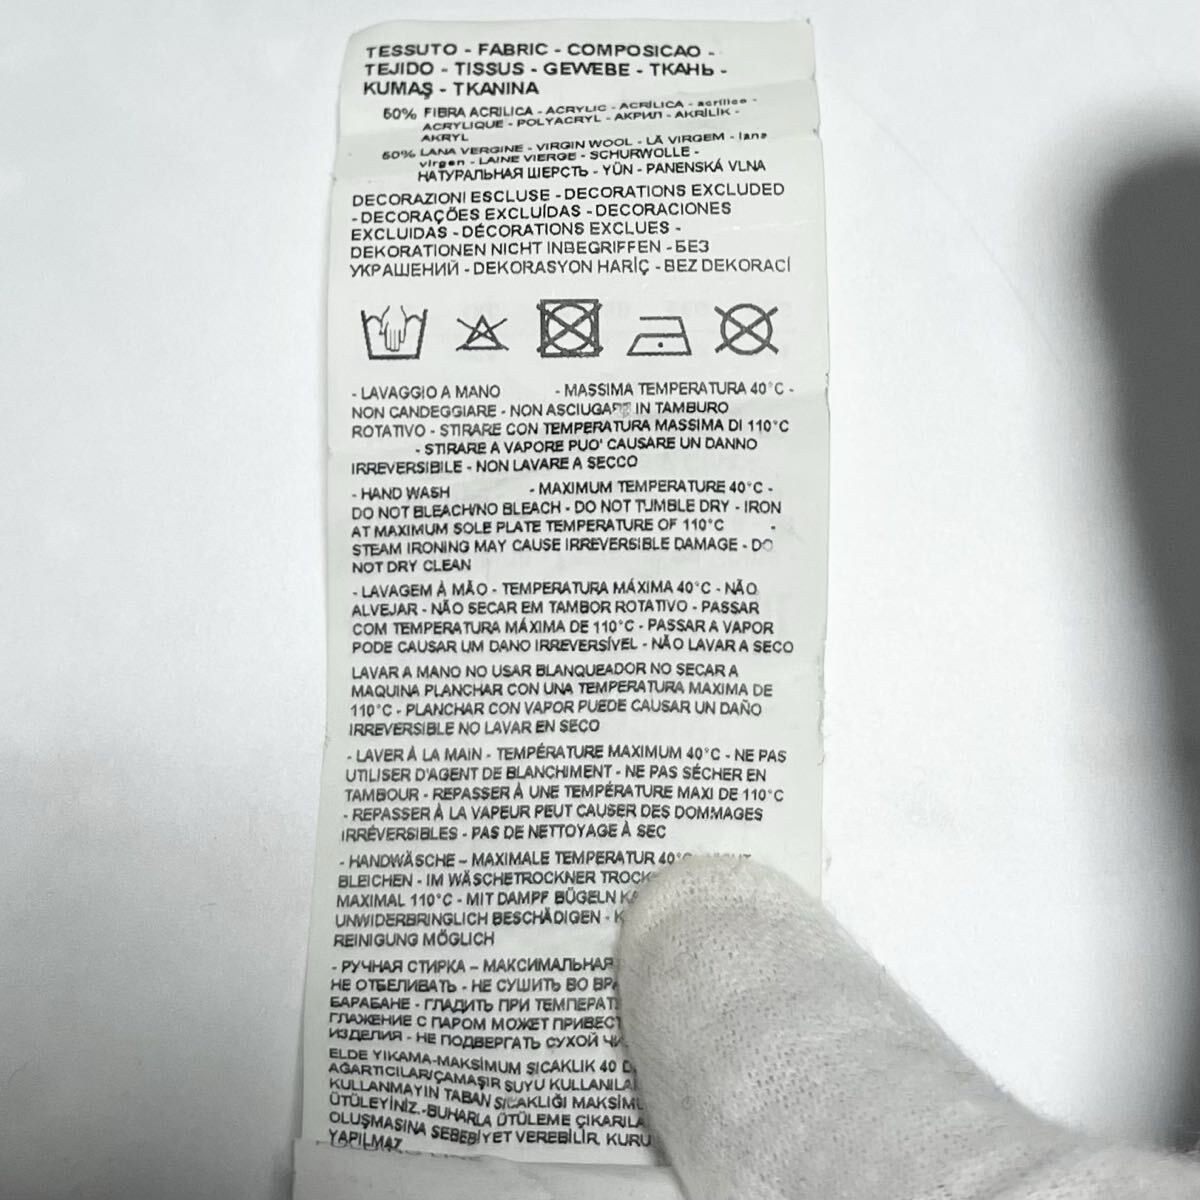 TESSUTO - FABRIC - COMPOSICAO -
TEJIDO - TISSUS - GEWEBE - ТКАНЬ -
KUMAŞ - TKANINA
50% FIBRA ACRILICA - ACRYLIC - ACRÍLICA - acrílico -
ACRYLIQUE - POLYACRYL - АКРИЛ - AKRİLİK -
AKRYL
50% LANA VERGINE - VIRGIN WOOL - LÃ VIRGEM - lana
virgen - LAINE VIERGE - SCHURWOLLE -
НАТУРАЛЬНАЯ ШЕРСТЬ - YÜN - PANENSKÁ VLNA
DECORAZIONI ESCLUSE - DECORATIONS EXCLUDED
- DECORAÇÕES EXCLUÍDAS - DECORACIONES
EXCLUIDAS - DÉCORATIONS EXCLUES -
DEKORATIONEN NICHT INBEGRIFFEN - БЕЗ
УКРАШЕНИЙ - DEKORASYON HARİÇ - BEZ DEKORACÍ
- LAVAGGIO A MANO - MASSIMA TEMPERATURA 40°C -
NON CANDEGGIARE - NON ASCIUGARE IN TAMBURO
ROTATIVO - STIRARE CON TEMPERATURA MASSIMA DI 110°C
- STIRARE A VAPORE PUO' CAUSARE UN DANNO
IRREVERSIBILE - NON LAVARE A SECCO
- HAND WASH - MAXIMUM TEMPERATURE 40°C -
DO NOT BLEACH/NO BLEACH - DO NOT TUMBLE DRY - IRON
AT MAXIMUM SOLE PLATE TEMPERATURE OF 110°C -
STEAM IRONING MAY CAUSE IRREVERSIBLE DAMAGE - DO
NOT DRY CLEAN
- LAVAGEM À MÃO - TEMPERATURA MÁXIMA 40°C - NÃO
ALVEJAR - NÃO SECAR EM TAMBOR ROTATIVO - PASSAR
COM TEMPERATURA MÁXIMA DE 110°C - PASSAR A VAPOR
PODE CAUSAR UM DANO IRREVERSÍVEL - NÃO LAVAR A SECO
LAVAR A MANO NO USAR BLANQUEADOR NO SECAR A
MAQUINA PLANCHAR CON UNA TEMPERATURA MAXIMA DE
110°C - PLANCHAR CON VAPOR PUEDE CAUSAR UN DAÑO
IRREVERSIBLE NO LAVAR EN SECO
- LAVER À LA MAIN - TEMPÉRATURE MAXIMUM 40°C - NE PAS
UTILISER D'AGENT DE BLANCHIMENT - NE PAS SÉCHER EN
TAMBOUR - REPASSER À UNE TEMPÉRATURE MAXI DE 110°C
- REPASSER À LA VAPEUR PEUT CAUSER DES DOMMAGES
IRRÉVERSIBLES - PAS DE NETTOYAGE À SEC
- HANDWÄSCHE – MAXIMALE TEMPERATUR 40°C
BLEICHEN - IM WÄSCHETROCKNER
MAXIMAL 110°C - MIT DAMPF BÜGELN
UNWIDERBRINGLICH BESCHÄDIGEN -
REINIGUNG MÖGLICH
- РУЧНАЯ СТИРКА – МАКСИМАЛЬНАЯ
НЕ ОТБЕЛИВАТЬ - НЕ СУШИТЬ ВО
БАРАБАНЕ - ГЛАДИТЬ ПРИ
ГЛАЖЕНИЕ С ПАРОМ МОЖЕТ
ИЗДЕЛИЯ - НЕ ПОДВЕРГАТЬ СУХОЙ
ELDE YIKAMA-MAKSİMUM SICAKLIK 40
AĞARTICILAR/ÇAMAŞIR SUYU
KULLANMAYIN TABAN SICAKLIĞI
ÜTÜLEYİNİZ.-BUHARLA ÜTÜLEME
OLUŞMASINA SEBEBİYET VEREBİLİR, KURU
YAPILMAZ